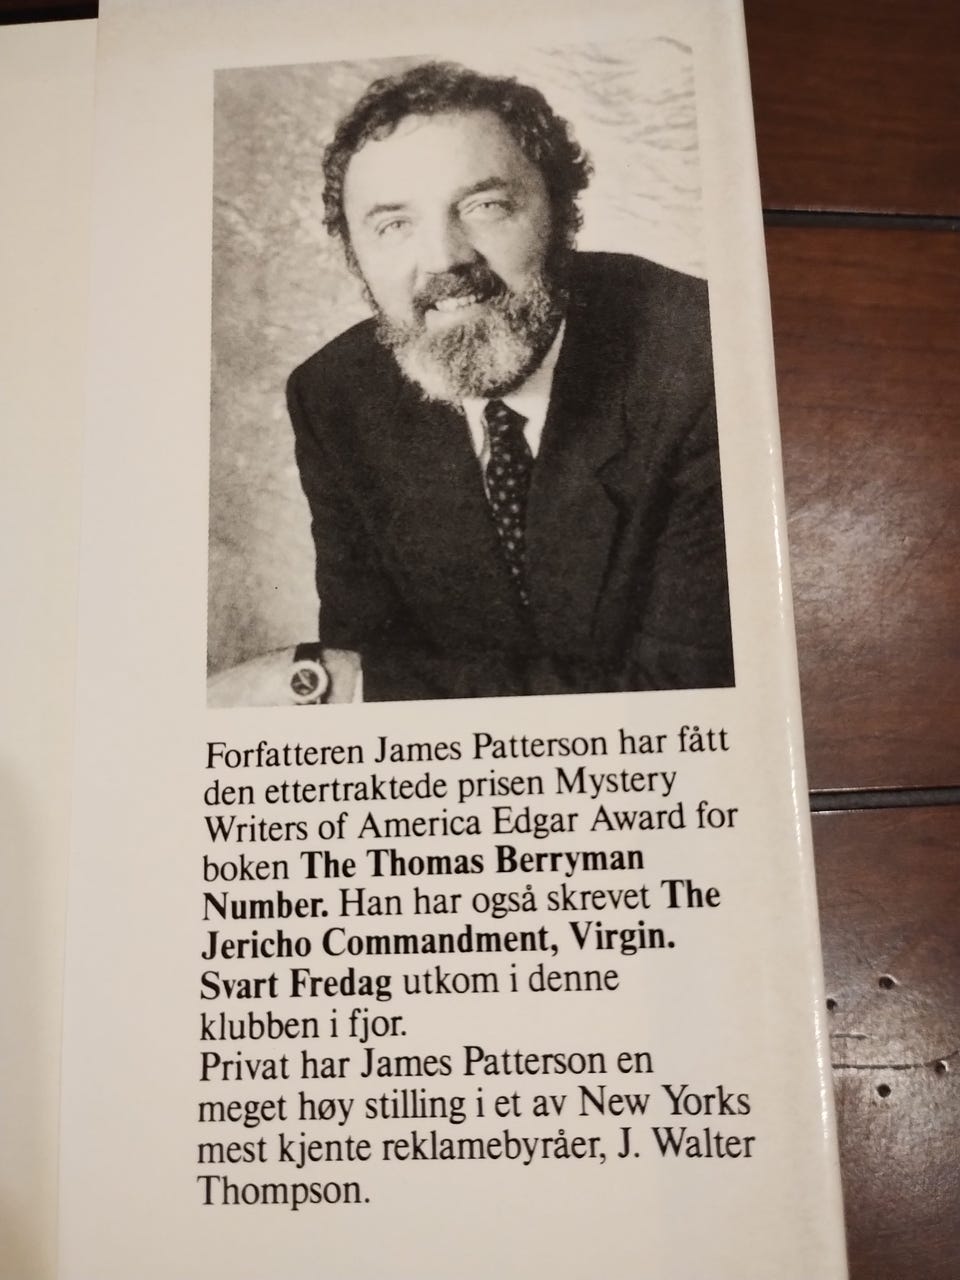 Forfatteren James Patterson har fått
den ettertraktede prisen Mystery
Writers of America Edgar Award for
boken The Thomas Berryman
Number. Han har også skrevet The
Jericho Commandment, Virgin.
Svart Fredag utkom i denne
klubben i fjor.
Privat har James Patterson en
meget høy stilling i et av New Yorks
mest kjente reklamebyråer, J. Walter
Thompson.